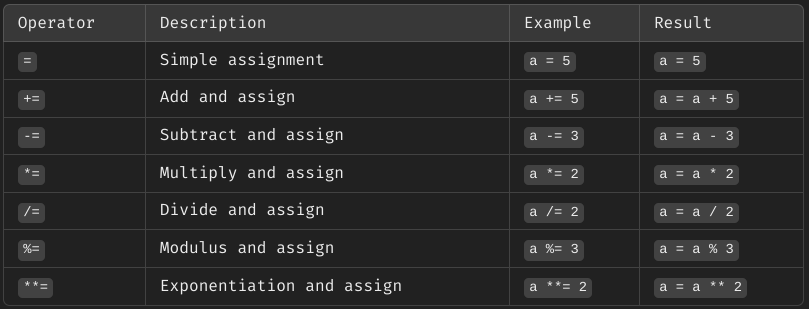 Operator Description Example Result
= Simple assignment a = 5 a = 5
+= Add and assign a += 5 a = a + 5
-= Subtract and assign a -= 3 a = a - 3
*= Multiply and assign a *= 2 a = a * 2
/= Divide and assign a /= 2 a = a / 2
%= Modulus and assign a %= 3 a = a % 3
**= Exponentiation and assign a **= 2 a = a ** 2